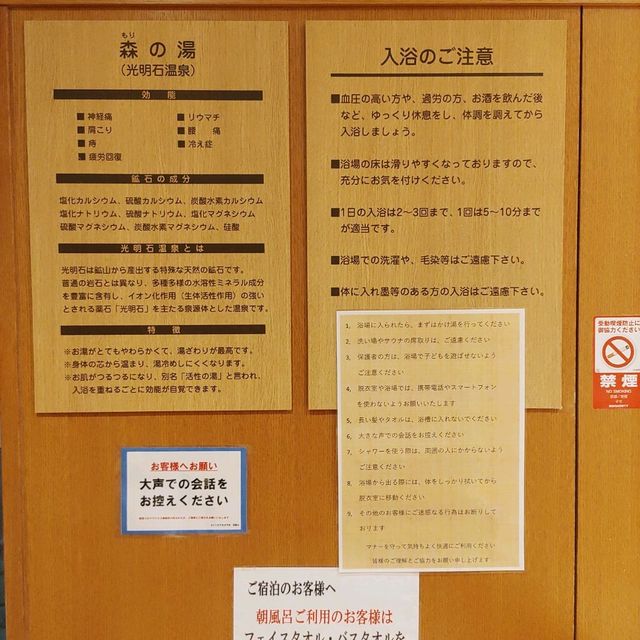 もり
森の湯
（光明石温泉）
効能
■神経痛 ■リウマチ
■肩こり ■腰痛
■痔 ■冷え症
■疲労回復
鉱石の成分
塩化カルシウム、硫酸カルシウム、炭酸水素カルシウム
塩化ナトリウム、硫酸ナトリウム、塩化マグネシウム
硫酸マグネシウム、炭酸水素マグネシウム、硅酸
光明石温泉とは
光明石は鉱山から産出する特殊な天然の鉱石です。
普通の岩石とは異なり、多種多様の水溶性ミネラル成分
を豊富に含有し、イオン化作用（生体活性作用）の強い
とされる薬石「光明石」を主たる泉源体とした温泉です。
特徴
※お湯がとてもやわらかくて、湯ざわりが最高です。
※身体の芯から温まり、湯冷めしにくくなります。
※お肌がつるつるになり、別名「活性の湯」と言われ、
入浴を重ねるごとに効能が自覚できます。
入浴のご注意
■血圧の高い方や、過労の方、お酒を飲んだ後
など、ゆっくり休息をし、体調を調えてから
入浴しましょう。
■浴場の床は滑りやすくなっておりますので、
充分にお気を付けください。
■1日の入浴は2～3回まで、1回は5～10分まで
が適当です。
■浴場での洗濯や、毛染等はご遠慮下さい。
■体に入れ墨等のある方の入浴はご遠慮下さい。
1、浴場に入られたら、まずはかけ湯を行ってください
2、洗い場やサウナの席取りは、ご遠慮ください
3、保護者の方は、浴場で子どもを遊ばせないよう
ご注意ください
4、脱衣室や浴場では、携帯電話やスマートフォン
を使わないようお願いいたします
5、長い髪やタオルは、浴槽に入れないでください
6、大きな声での会話をお控えください
7、シャワーを使う際は、周囲の人にかからないよう
ご注意ください
8、浴場から出る際には、体をしっかり拭いてから
脱衣室に移動ください
9、その他のお客様にご迷惑なる行為はお断りして
おります
マナーを守って気持ちよく快適にご利用ください
皆様のご理解とご協力をお願い申し上げます
受動喫煙防止に
御協力ください
禁煙
NO SMOKING
お客様へお願い
大声での会話を
お控えください
ご宿泊のお客様へ
朝風呂ご利用のお客様は
フェイスタオル・バスタオルを